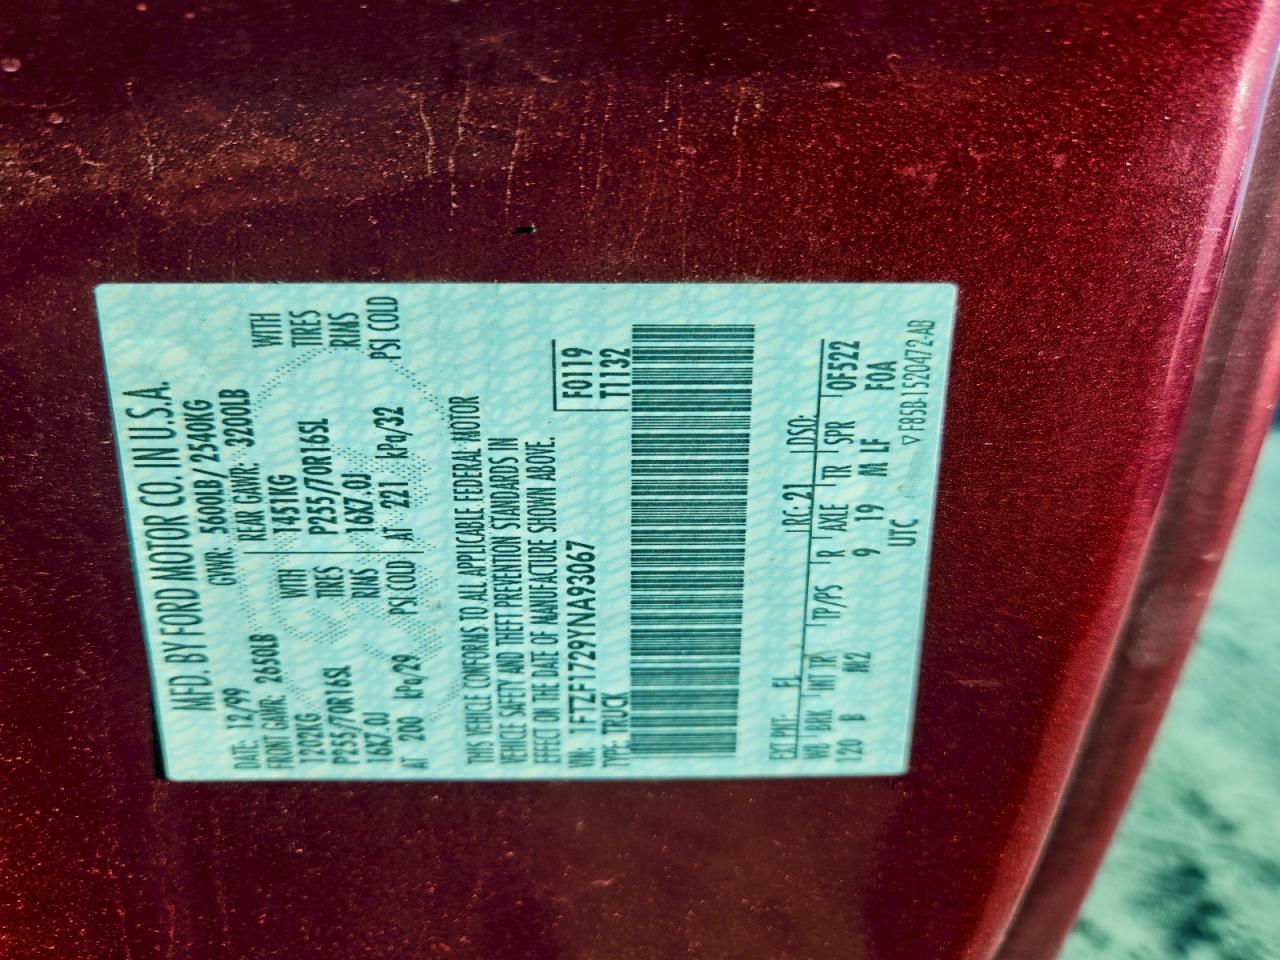 MFD. BY FORD MOTOR CO. IN U.S.A.
DATE: 12/99 GVWR: 5600LB/2540KG
FRONT GAWR: 2650LB REAR GAWR: 3200LB
1202KG WITH 1451KG WITH
P255/70R16SL TIRES P255/70R16SL TIRES
16X7.0J RIMS 16X7.0J RIMS
AT 200 kPa/29 PSI COLD AT 221 kPa/32 PSI COLD
THIS VEHICLE CONFORMS TO ALL APPLICABLE FEDERAL MOTOR
VEHICLE SAFETY AND THEFT PREVENTION STANDARDS IN
EFFECT ON THE DATE OF MANUFACTURE SHOWN ABOVE.
VIN: 1FTZF1729YNA93067 F0119
TYPE: TRUCK T1132
EXT PNT: FL RC: 21 DSO:
WB BRK INT TR TP/PS R AXLE TR SPR 0F522
120 B M2 9 19 M LF FOA
UTC ▽F85B-1520472-AB